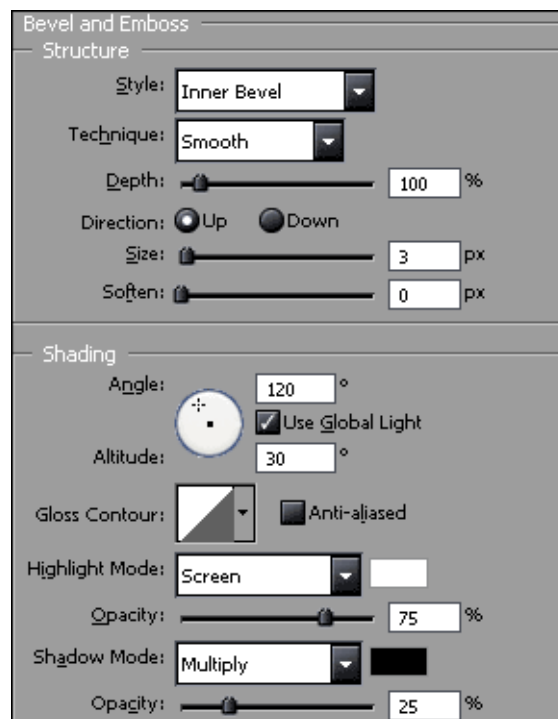 Bevel and Emboss
Structure
Style: Inner Bevel
Technique: Smooth
Depth: 100 %
Direction: Up Down
Size: 3 px
Soften: 0 px
Shading
Angle: 120 °
Use Global Light
Altitude: 30 °
Gloss Contour: Anti-aliased
Highlight Mode: Screen
Opacity: 75 %
Shadow Mode: Multiply
Opacity: 25 %